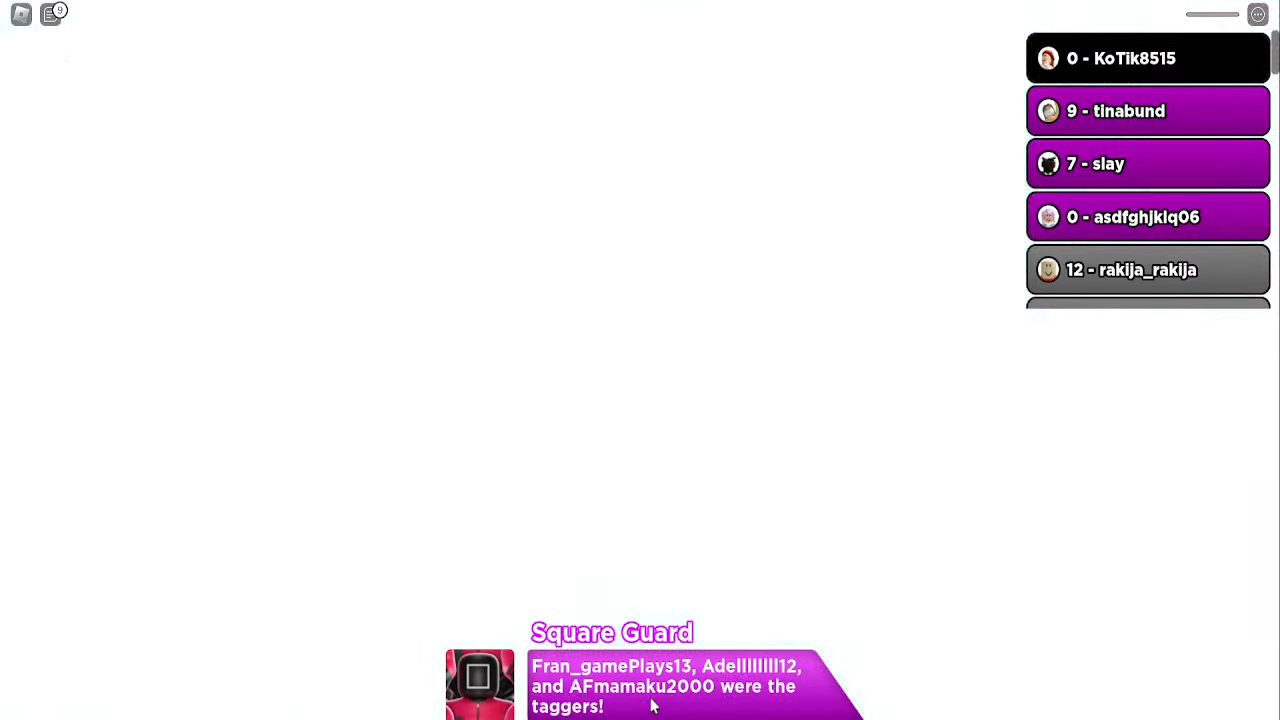 9
0 - KoTik8515
9 - tinabund
7 - slay
0 - asdfghjklq06
12 - rakija_rakija
Square Guard
Fran_gamePlays13, Adellllllll12,
and AFmamaku2000 were the
taggers!